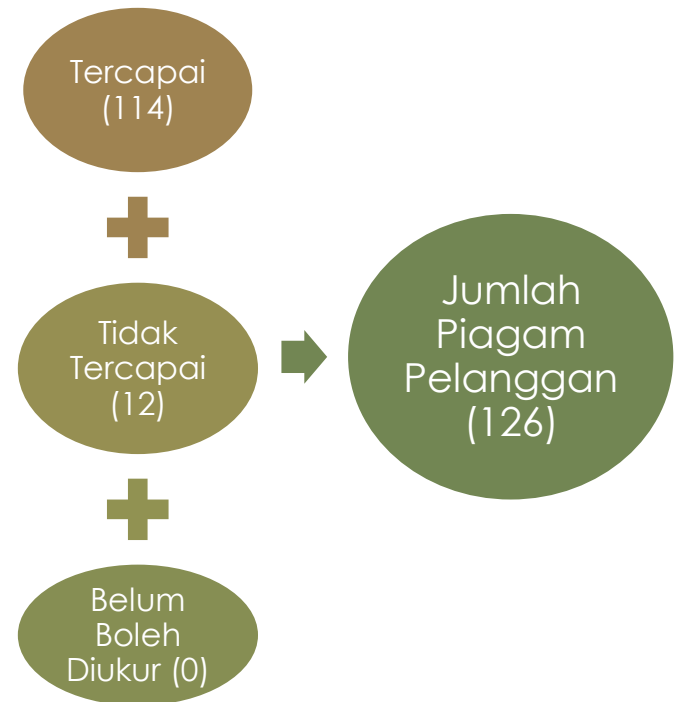 Tercapai
(114)
Tidak
Tercapai
(12)
Belum
Boleh
Diukur (0)
Jumlah
Piagam
Pelanggan
(126)